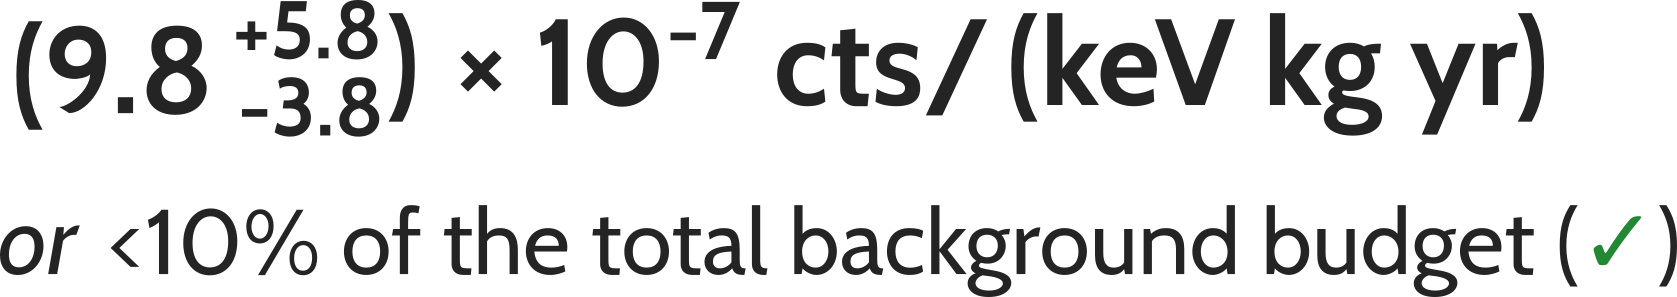 (9.8 +5.8 −3.8) × 10⁻⁷ cts/(keV kg yr)
or <10% of the total background budget (✓)